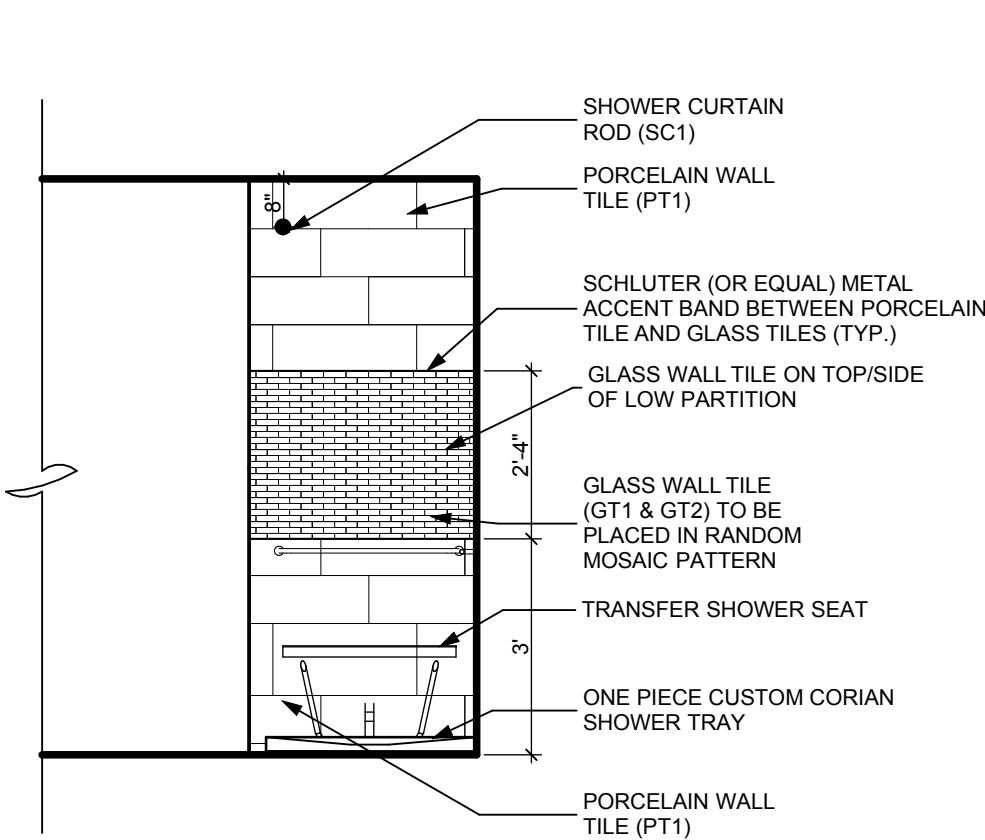 SHOWER CURTAIN
ROD (SC1)
PORCELAIN WALL
TILE (PT1)
8"
SCHLUTER (OR EQUAL) METAL
ACCENT BAND BETWEEN PORCELAIN
TILE AND GLASS TILES (TYP.)
GLASS WALL TILE ON TOP/SIDE
OF LOW PARTITION
2'-4"
GLASS WALL TILE
(GT1 & GT2) TO BE
PLACED IN RANDOM
MOSAIC PATTERN
TRANSFER SHOWER SEAT
3'
ONE PIECE CUSTOM CORIAN
SHOWER TRAY
PORCELAIN WALL
TILE (PT1)